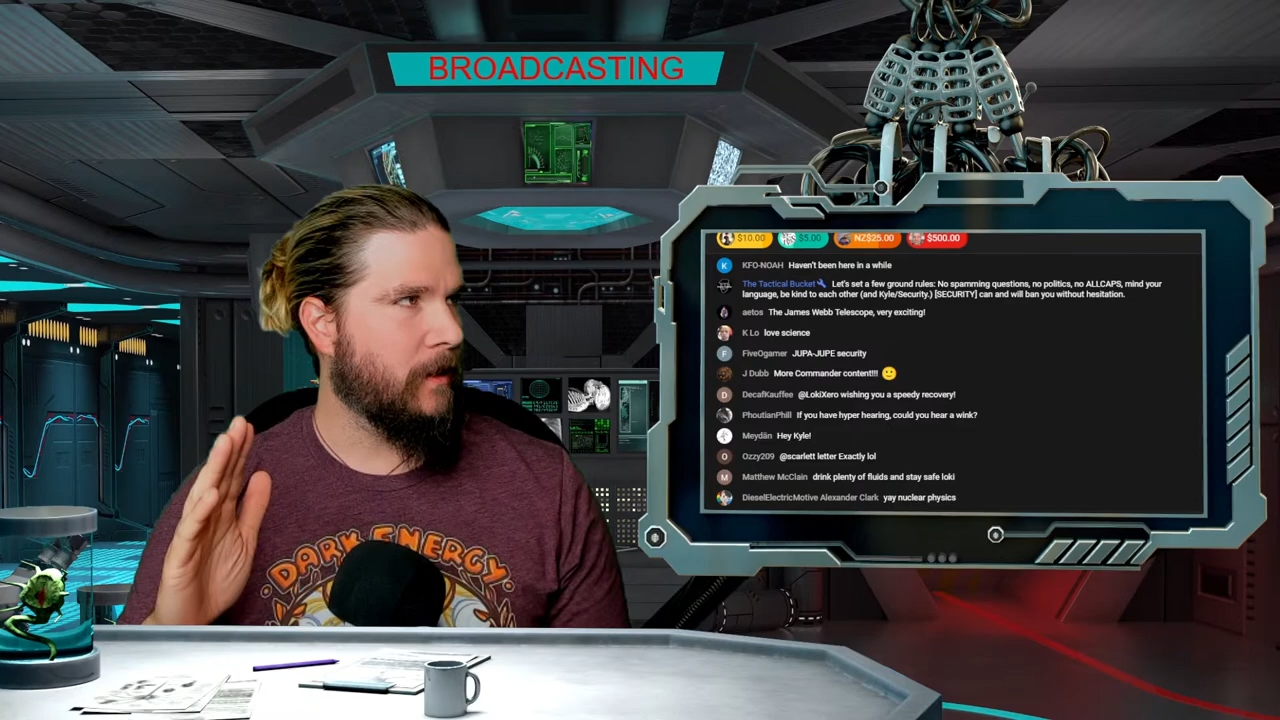 BROADCASTING
$10.00 $5.00 NZ$25.00 $500.00
K KFO-NOAH Haven't been here in a while
The Tactical Bucket Let's set a few ground rules: No spamming questions, no politics, no ALLCAPS, mind your
language, be kind to each other (and Kyle/Security.) [SECURITY] can and will ban you without hesitation.
aetos The James Webb Telescope, very exciting!
K Lo love science
F FiveOgamer JUPA-JUPE security
J Dubb More Commander content!!! 🙂
D DecafKauffee @LokiXero wishing you a speedy recovery!
PhoutianPhill If you have hyper hearing, could you hear a wink?
Meydän Hey Kyle!
O Ozzy209 @scarlett letter Exactly lol
M Matthew McClain drink plenty of fluids and stay safe loki
DieselElectricMotive Alexander Clark yay nuclear physics
DARK ENERGY